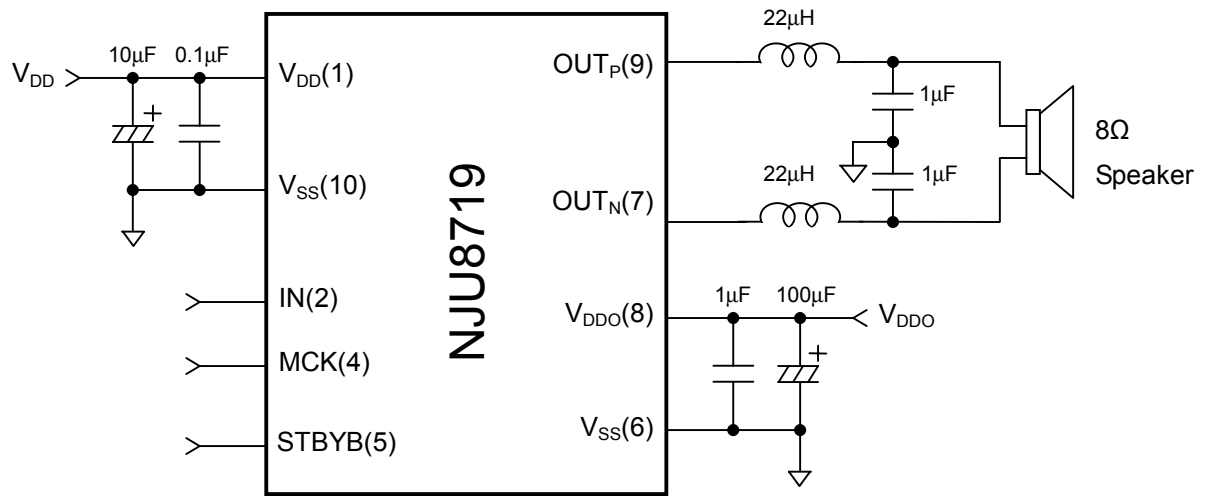 22μH
10μF 0.1μF
V_DD
V_DD(1)
OUT_P(9)
1μF
8Ω
Speaker
V_SS(10)
NJU8719
22μH
1μF
OUT_N(7)
IN(2)
1μF 100μF
V_DDO(8)
V_DDO
MCK(4)
STBYB(5)
V_SS(6)